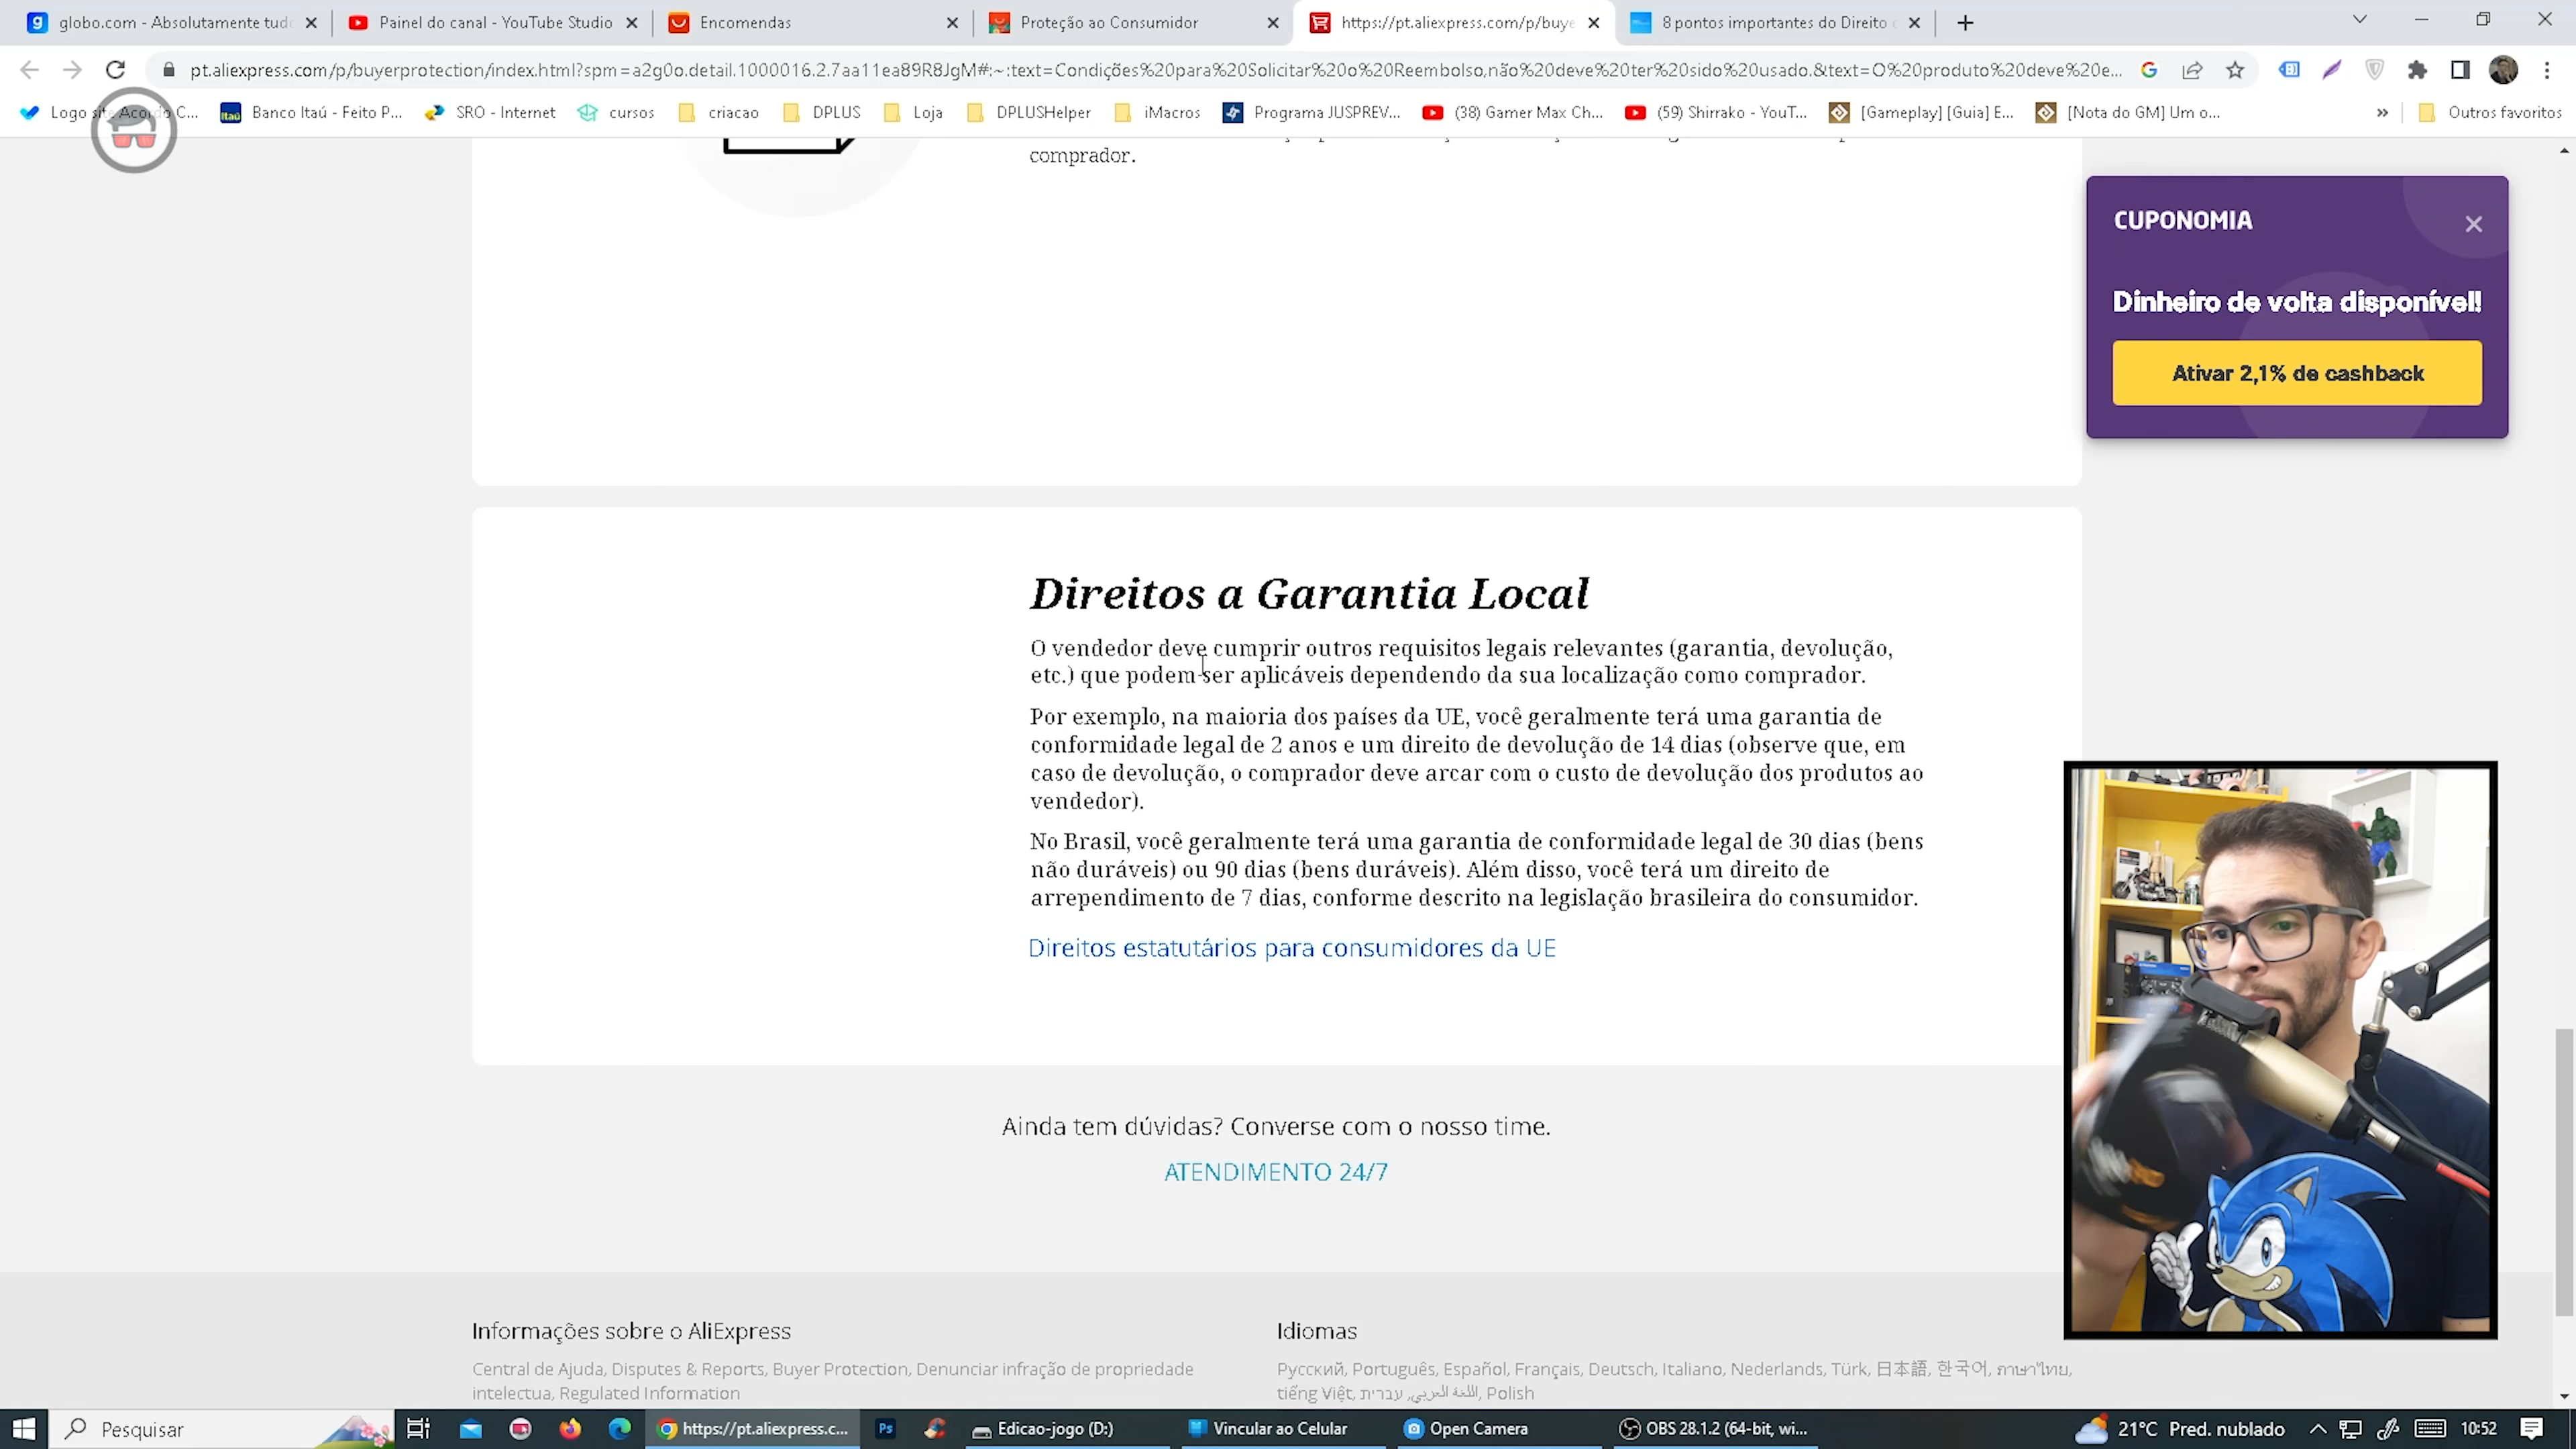 globo.com - Absolutamente tud
Painel do canal - YouTube Studio
Encomendas
Proteção ao Consumidor
https://pt.aliexpress.com/p/buye
8 pontos importantes do Direito
pt.aliexpress.com/p/buyerprotection/index.html?spm=a2g0o.detail.1000016.2.7aa11ea89R8JgM#:~:text=Condições%20para%20Solicitar%20o%20Reembolso,não%20deve%20ter%20sido%20usado.&text=O%20produto%20deve%20e...
Logo site Acordo C...
Banco Itaú - Feito P...
SRO - Internet
cursos
criacao
DPLUS
Loja
DPLUSHelper
iMacros
Programa JUSPREV...
(38) Gamer Max Ch...
(59) Shirrako - YouT...
[Gameplay] [Guia] E...
[Nota do GM] Um o...
»
Outros favoritos
comprador.
CUPONOMIA
Dinheiro de volta disponível!
Ativar 2,1% de cashback
Direitos a Garantia Local
O vendedor deve cumprir outros requisitos legais relevantes (garantia, devolução,
etc.) que podem ser aplicáveis dependendo da sua localização como comprador.
Por exemplo, na maioria dos países da UE, você geralmente terá uma garantia de
conformidade legal de 2 anos e um direito de devolução de 14 dias (observe que, em
caso de devolução, o comprador deve arcar com o custo de devolução dos produtos ao
vendedor).
No Brasil, você geralmente terá uma garantia de conformidade legal de 30 dias (bens
não duráveis) ou 90 dias (bens duráveis). Além disso, você terá um direito de
arrependimento de 7 dias, conforme descrito na legislação brasileira do consumidor.
Direitos estatutários para consumidores da UE
Ainda tem dúvidas? Converse com o nosso time.
ATENDIMENTO 24/7
Informações sobre o AliExpress
Central de Ajuda, Disputes & Reports, Buyer Protection, Denunciar infração de propriedade
intelectua, Regulated Information
Idiomas
Русский, Português, Español, Français, Deutsch, Italiano, Nederlands, Türk, 日本語, 한국어, ภาษาไทย,
tiếng Việt, اللغة العربي, עברית, Polish
Pesquisar
https://pt.aliexpress.c...
Edicao-jogo (D:)
Vincular ao Celular
Open Camera
OBS 28.1.2 (64-bit, wi...
21°C Pred. nublado
10:52